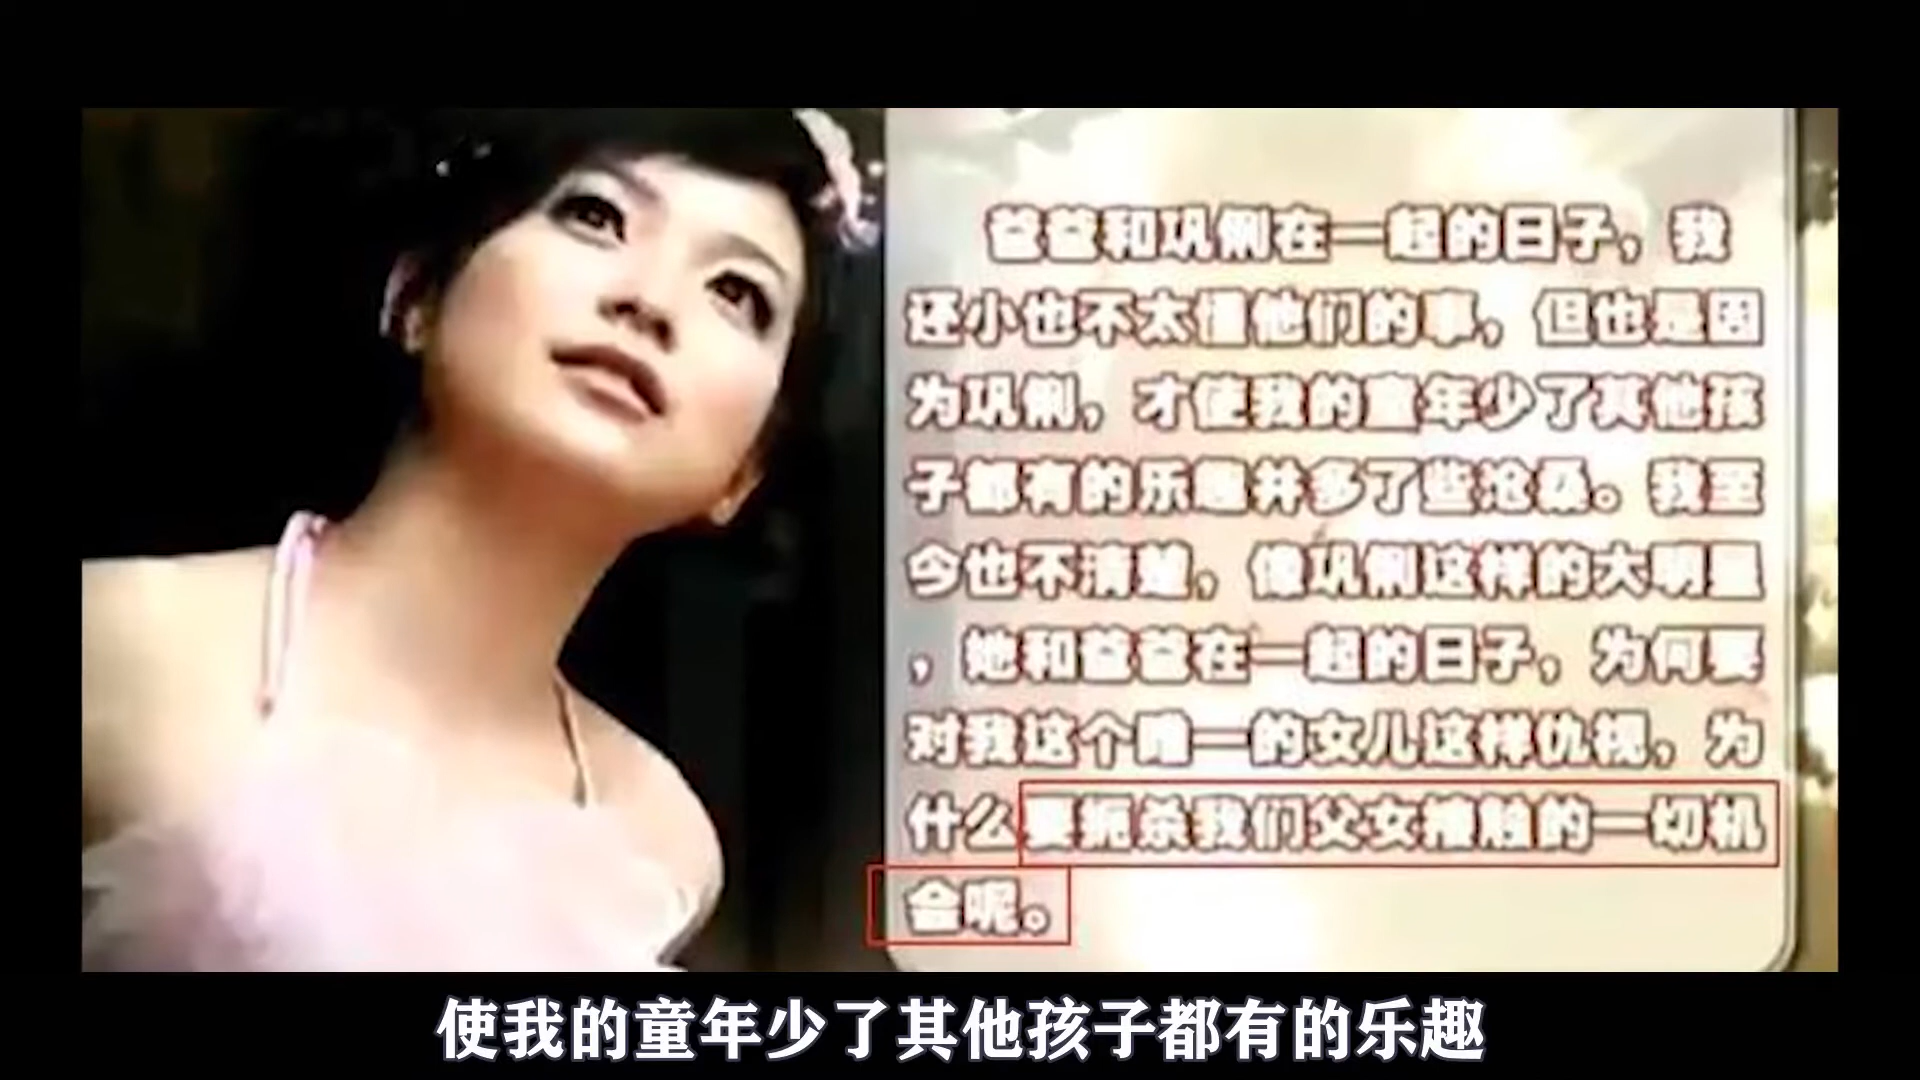 爸爸和巩俐在一起的日子，我
还小也不太懂他们的事，但也是因
为巩俐，才使我的童年少了其他孩
子都有的乐趣并多了些沧桑。我至
今也不清楚，像巩俐这样的大明星
，她和爸爸在一起的日子，为何要
对我这个唯一的女儿这样仇视，为
什么要扼杀我们父女接触的一切机
会呢。
使我的童年少了其他孩子都有的乐趣